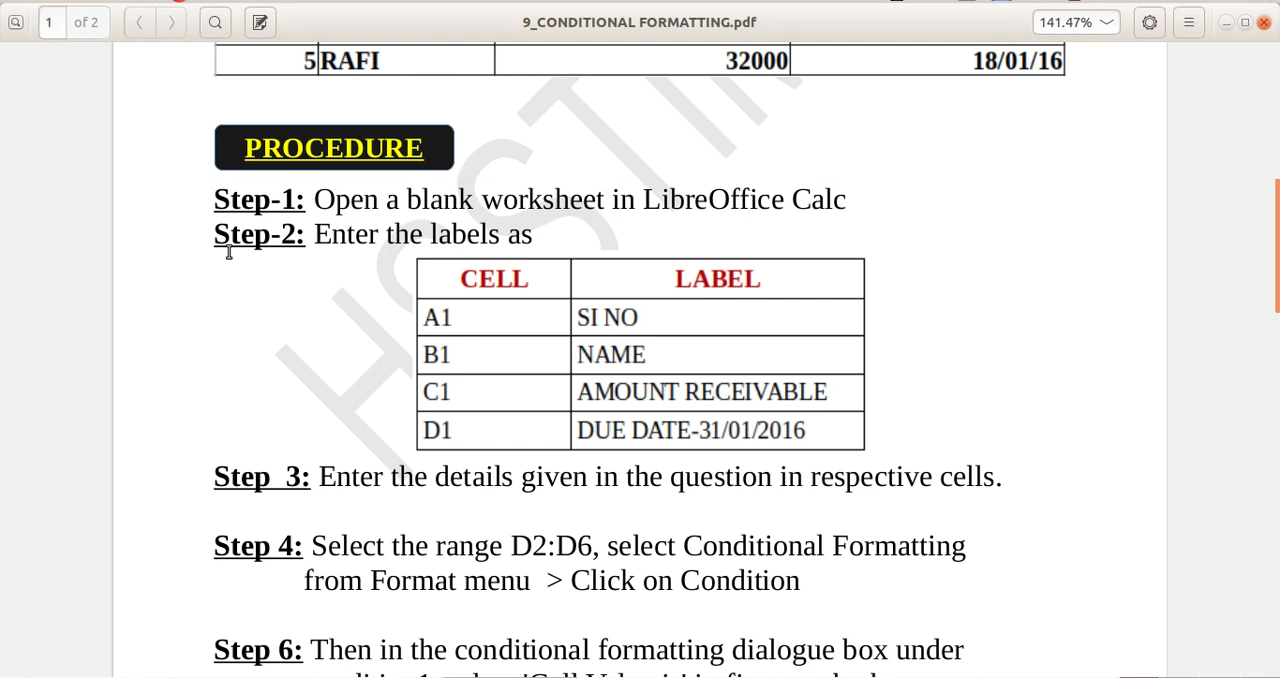 1 of 2 9_CONDITIONAL FORMATTING.pdf 141.47%
5 RAFI 32000 18/01/16
PROCEDURE
Step-1: Open a blank worksheet in LibreOffice Calc
Step-2: Enter the labels as
CELL LABEL
A1 SI NO
B1 NAME
C1 AMOUNT RECEIVABLE
D1 DUE DATE-31/01/2016
Step 3: Enter the details given in the question in respective cells.
Step 4: Select the range D2:D6, select Conditional Formatting
from Format menu > Click on Condition
Step 6: Then in the conditional formatting dialogue box under